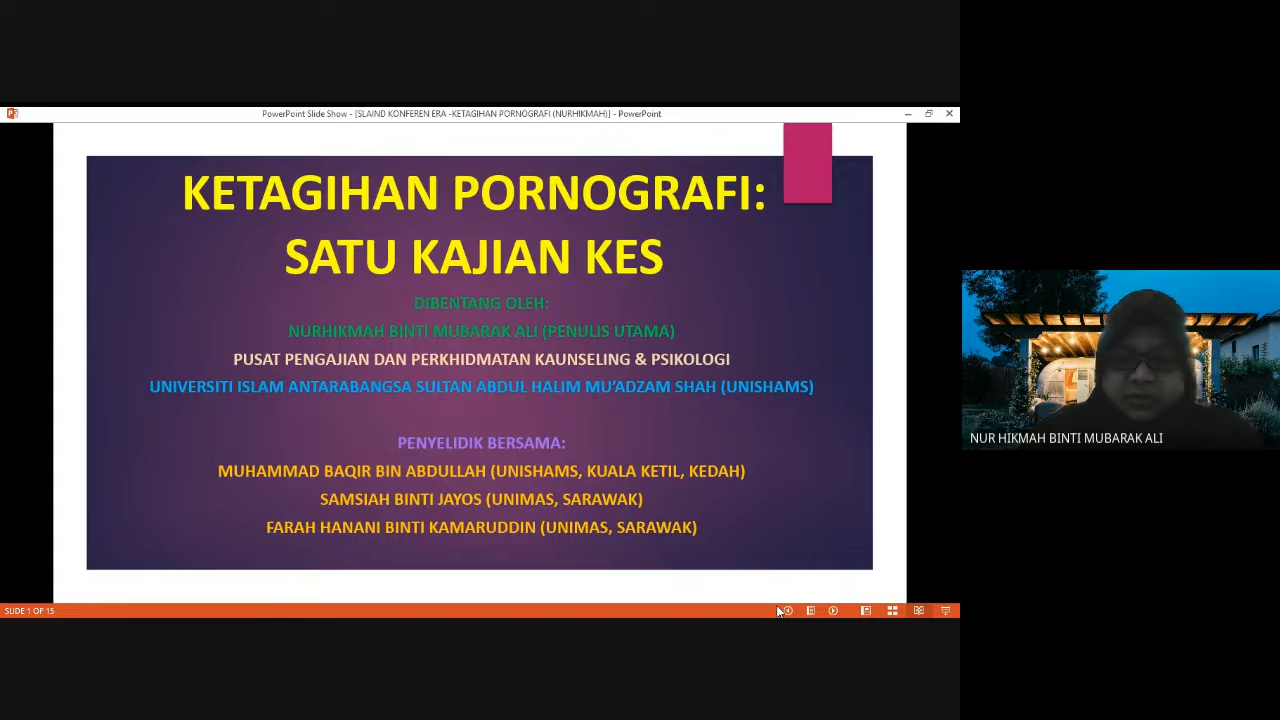 PowerPoint Slide Show - [SLAIND KONFEREN ERA -KETAGIHAN PORNOGRAFI (NURHIKMAH)] - PowerPoint
KETAGIHAN PORNOGRAFI:
SATU KAJIAN KES
DIBENTANG OLEH:
NURHIKMAH BINTI MUBARAK ALI (PENULIS UTAMA)
PUSAT PENGAJIAN DAN PERKHIDMATAN KAUNSELING & PSIKOLOGI
UNIVERSITI ISLAM ANTARABANGSA SULTAN ABDUL HALIM MU'ADZAM SHAH (UNISHAMS)
PENYELIDIK BERSAMA:
MUHAMMAD BAQIR BIN ABDULLAH (UNISHAMS, KUALA KETIL, KEDAH)
SAMSIAH BINTI JAYOS (UNIMAS, SARAWAK)
FARAH HANANI BINTI KAMARUDDIN (UNIMAS, SARAWAK)
SLIDE 1 OF 15
NUR HIKMAH BINTI MUBARAK ALI